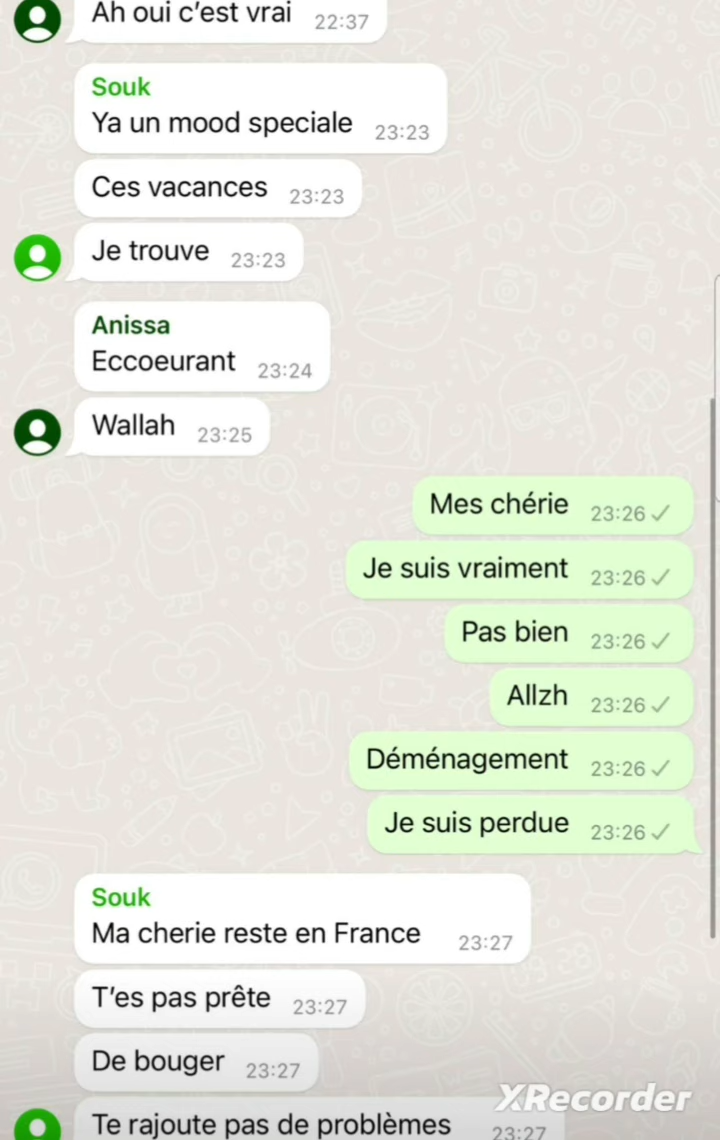 Ah oui c’est vrai 22:37
Souk
Ya un mood speciale 23:23
Ces vacances 23:23
Je trouve 23:23
Anissa
Eccoeurant 23:24
Wallah 23:25
Mes chérie 23:26
Je suis vraiment 23:26
Pas bien 23:26
Allzh 23:26
Déménagement 23:26
Je suis perdue 23:26
Souk
Ma cherie reste en France 23:27
T’es pas prête 23:27
De bouger 23:27
XRecorder
Te rajoute pas de problèmes 23:27